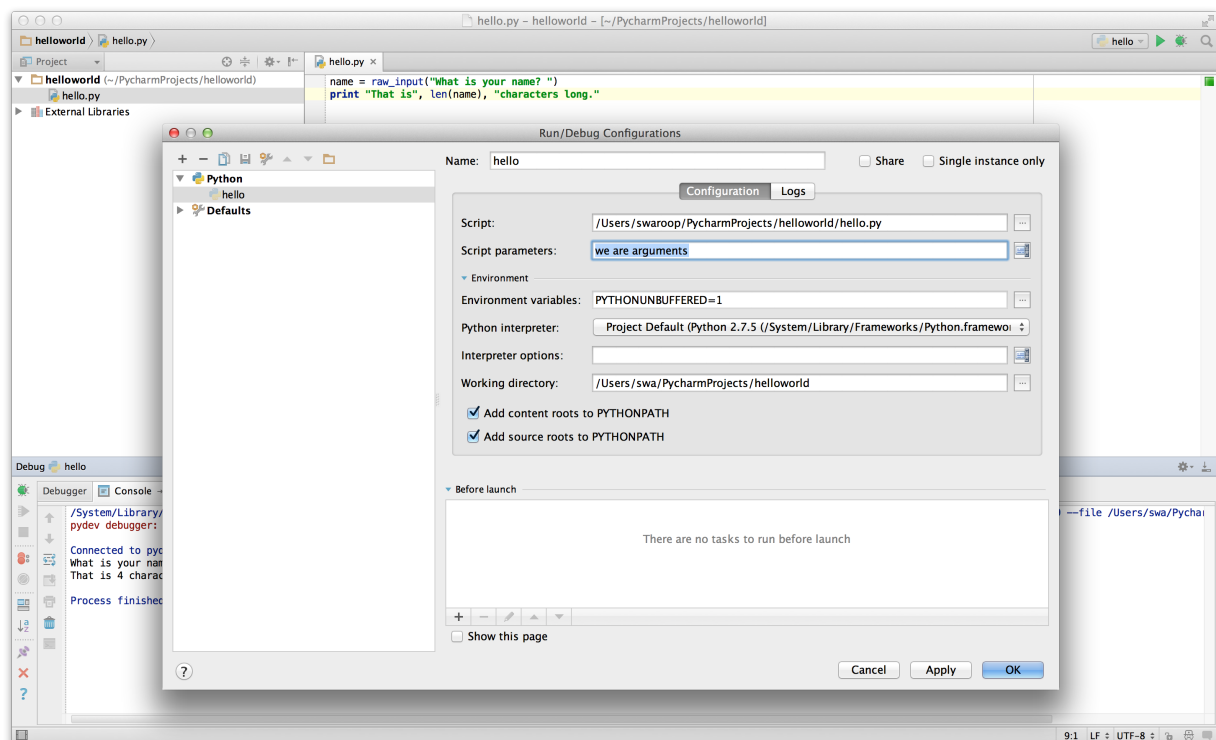 hello.py – helloworld – [~/PycharmProjects/helloworld]
helloworld hello.py
hello
Project
hello.py ×
helloworld (~/PycharmProjects/helloworld)
hello.py
External Libraries
name = raw_input("What is your name? ")
print "That is", len(name), "characters long."
Run/Debug Configurations
Python
hello
Defaults
Name: hello
Share
Single instance only
Configuration Logs
Script: /Users/swaroop/PycharmProjects/helloworld/hello.py
Script parameters: we are arguments
Environment
Environment variables: PYTHONUNBUFFERED=1
Python interpreter: Project Default (Python 2.7.5 (/System/Library/Frameworks/Python.framewo
Interpreter options:
Working directory: /Users/swa/PycharmProjects/helloworld
Add content roots to PYTHONPATH
Add source roots to PYTHONPATH
Before launch
There are no tasks to run before launch
Show this page
? Cancel Apply OK
Debug hello
Debugger Console
/System/Library/ --file /Users/swa/Pychar
pydev debugger:
Connected to pyd
What is your nam
That is 4 charac
Process finished
9:1 LF UTF-8